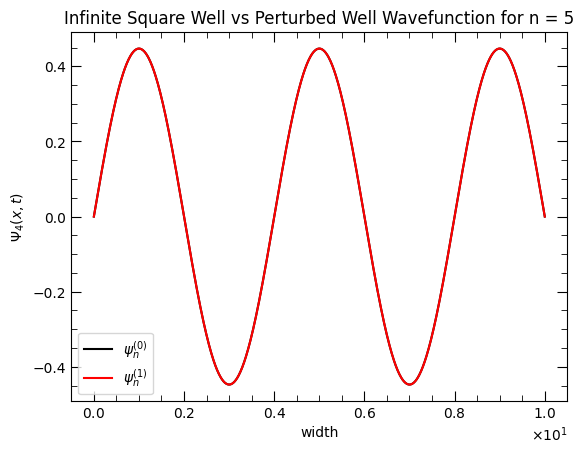 Infinite Square Well vs Perturbed Well Wavefunction for n = 5
0.4
0.2
0.0
−0.2
−0.4
Ψ₄(x, t)
ψₙ⁽⁰⁾
ψₙ⁽¹⁾
0.0 0.2 0.4 0.6 0.8 1.0
width
×10¹